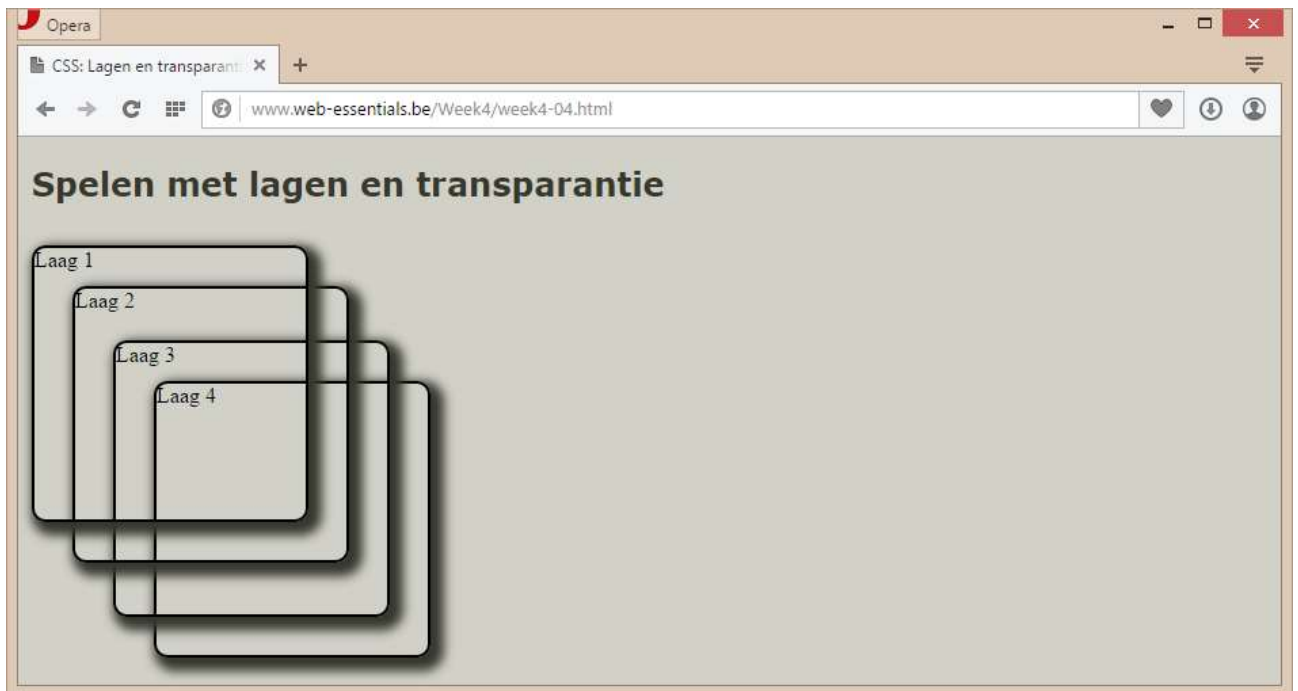 Opera
CSS: Lagen en transparanti
www.web-essentials.be/Week4/week4-04.html
Spelen met lagen en transparantie
Laag 1
Laag 2
Laag 3
Laag 4